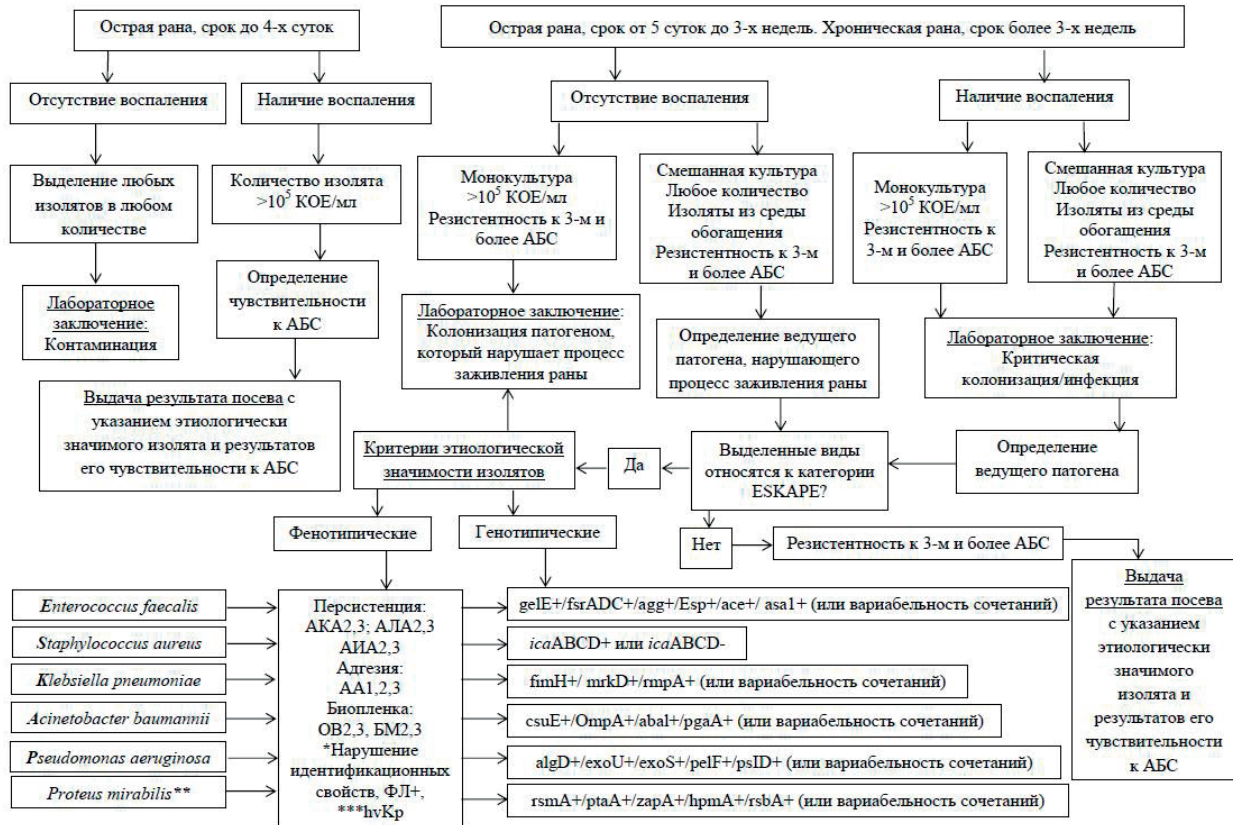 Острая рана, срок до 4-х суток
Острая рана, срок от 5 суток до 3-х недель. Хроническая рана, срок более 3-х недель
Отсутствие воспаления
Наличие воспаления
Отсутствие воспаления
Наличие воспаления
Выделение любых
изолятов в любом
количестве
Количество изолята
>10⁵ КОЕ/мл
Монокультура
>10⁵ КОЕ/мл
Резистентность к 3-м и
более АБС
Смешанная культура
Любое количество
Изоляты из среды
обогащения
Резистентность к 3-м
и более АБС
Монокультура
>10⁵ КОЕ/мл
Резистентность к
3-м и более АБС
Смешанная культура
Любое количество
Изоляты из среды
обогащения
Резистентность к 3-м
и более АБС
Лабораторное
заключение:
Контаминация
Определение
чувствительности
к АБС
Лабораторное заключение:
Колонизация патогеном,
который нарушает процесс
заживления раны
Определение ведущего
патогена, нарушающего
процесс заживления раны
Лабораторное заключение:
Критическая
колонизация/инфекция
Выдача результата посева с
указанием этиологически
значимого изолята и результатов
его чувствительности к АБС
Критерии этиологической
значимости изолятов
Да
Выделенные виды
относятся к категории
ESKAPE?
Определение
ведущего патогена
Фенотипические
Генотипические
Нет
Резистентность к 3-м и более АБС
Выдача
результата посева
с указанием
этиологически
значимого
изолята и
результатов его
чувствительности
к АБС
Enterococcus faecalis
Staphylococcus aureus
Klebsiella pneumoniae
Acinetobacter baumannii
Pseudomonas aeruginosa
Proteus mirabilis**
Персистенция:
АКА2,3; АЛА2,3
АИА2,3
Адгезия:
АА1,2,3
Биопленка:
ОВ2,3, БМ2,3
*Нарушение
идентификационных
свойств, ФЛ+,
***hvKp
gelE+/fsrADC+/agg+/Esp+/ace+/ asa1+ (или вариабельность сочетаний)
icaABCD+ или icaABCD-
fimH+/ mrkD+/rmpA+ (или вариабельность сочетаний)
csuE+/OmpA+/abaI+/pgaA+ (или вариабельность сочетаний)
algD+/exoU+/exoS+/pelF+/pslD+ (или вариабельность сочетаний)
rsmA+/ptaA+/zapA+/hpmA+/rsbA+ (или вариабельность сочетаний)